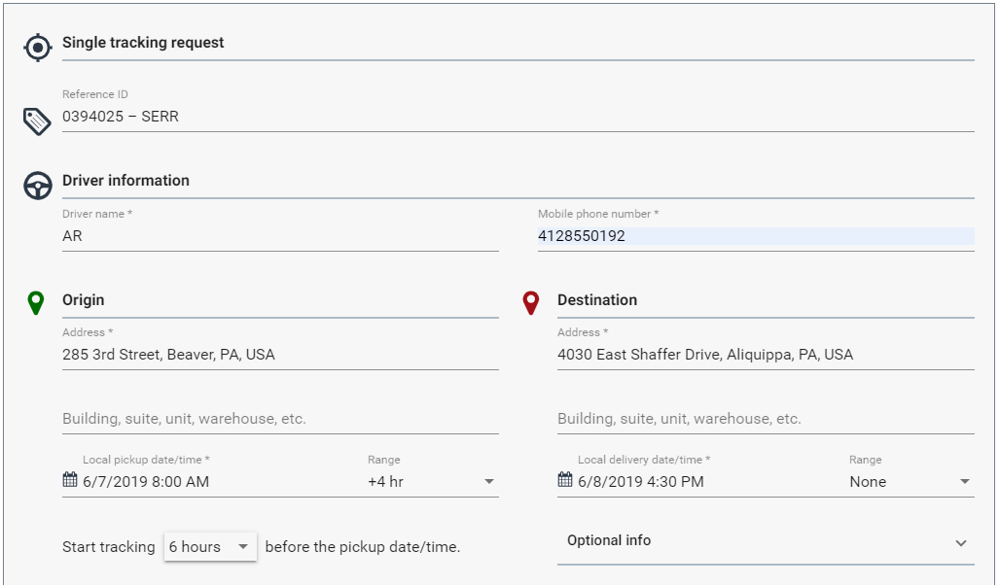 Single tracking request
Reference ID
0394025 – SERR
Driver information
Driver name *
AR
Mobile phone number *
4128550192
Origin
Address *
285 3rd Street, Beaver, PA, USA
Building, suite, unit, warehouse, etc.
Local pickup date/time *
6/7/2019 8:00 AM
Range
+4 hr
Start tracking 6 hours before the pickup date/time.
Destination
Address *
4030 East Shaffer Drive, Aliquippa, PA, USA
Building, suite, unit, warehouse, etc.
Local delivery date/time *
6/8/2019 4:30 PM
Range
None
Optional info